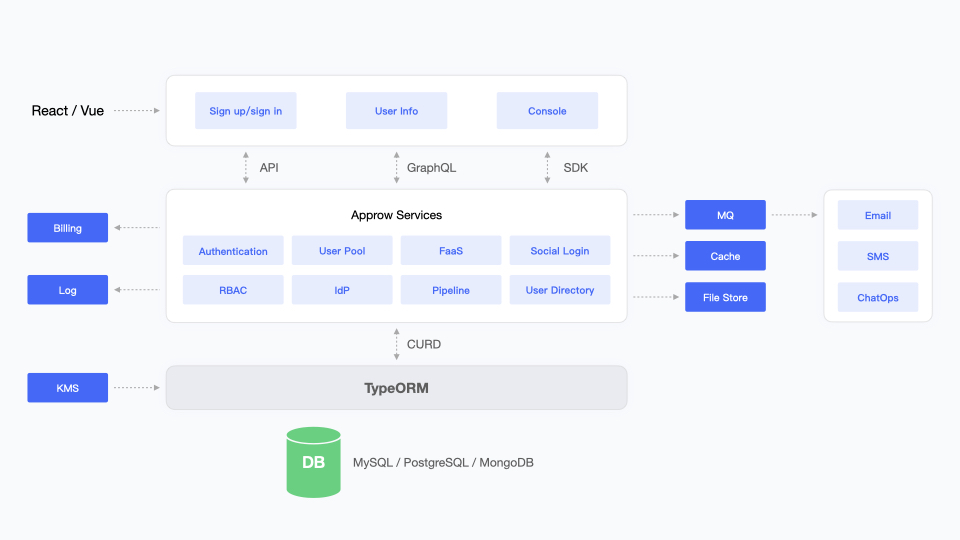 React / Vue
Sign up/sign in
User Info
Console
API
GraphQL
SDK
Approw Services
Authentication
User Pool
FaaS
Social Login
RBAC
IdP
Pipeline
User Directory
Billing
Log
MQ
Cache
File Store
Email
SMS
ChatOps
CURD
KMS
TypeORM
DB
MySQL / PostgreSQL / MongoDB